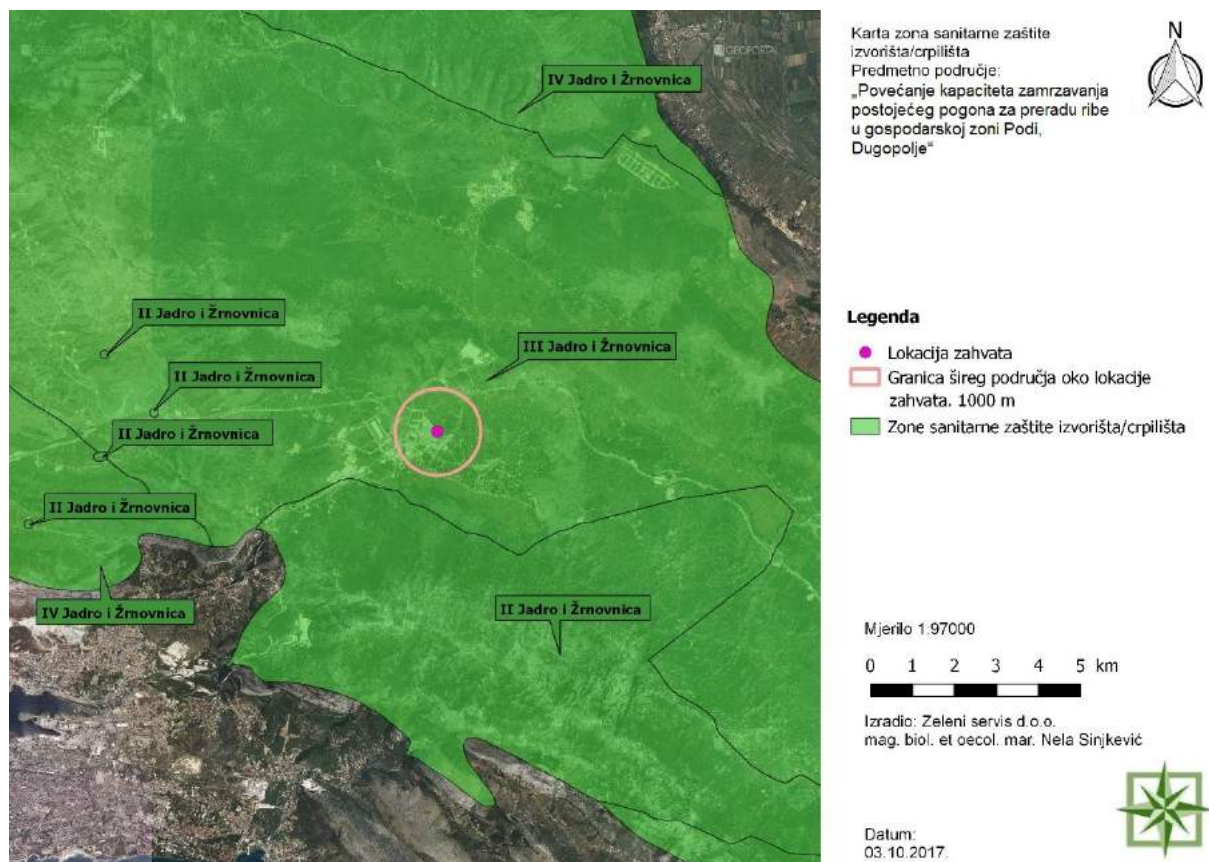 GEOPORTAL
GEOPORTAL
IV Jadro i Žrnovnica
II Jadro i Žrnovnica
III Jadro i Žrnovnica
II Jadro i Žrnovnica
II Jadro i Žrnovnica
II Jadro i Žrnovnica
IV Jadro i Žrnovnica
II Jadro i Žrnovnica
Karta zona sanitarne zaštite
izvorišta/crpilišta
Predmetno područje:
„Povećanje kapaciteta zamrzavanja
postojećeg pogona za preradu ribe
u gospodarskoj zoni Podi,
Dugopolje“
N
Legenda
Lokacija zahvata
Granica šireg područja oko lokacije
zahvata. 1000 m
Zone sanitarne zaštite izvorišta/crpilišta
Mjerilo 1:97000
0 1 2 3 4 5 km
Izradio: Zeleni servis d.o.o.
mag. biol. et oecol. mar. Nela Sinjkević
Datum:
03.10.2017.